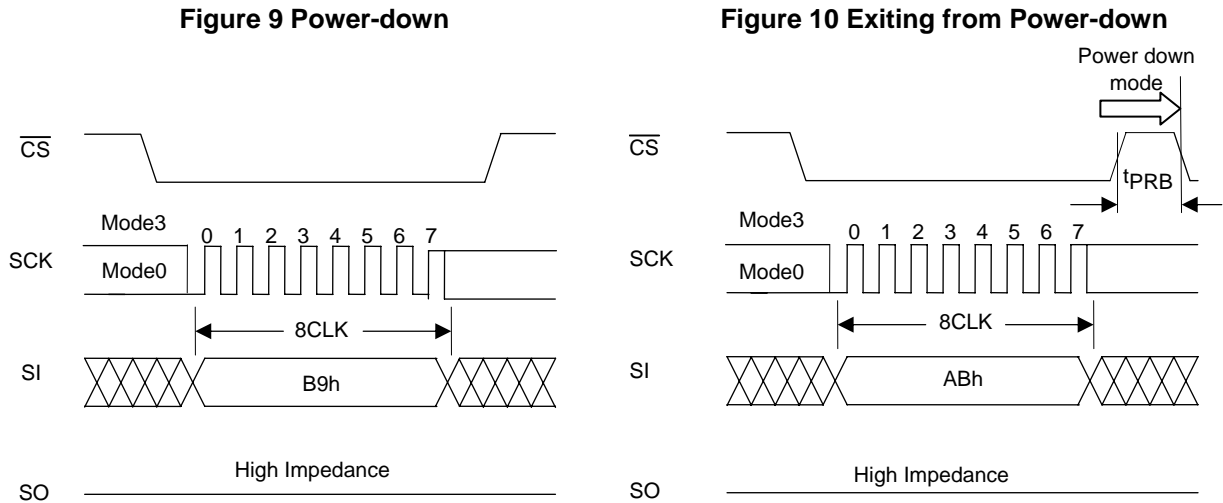 Figure 9 Power-down
CS
Mode3
0 1 2 3 4 5 6 7
SCK
Mode0
8CLK
SI
B9h
High Impedance
SO
Figure 10 Exiting from Power-down
Power down
mode
CS
tPRB
Mode3
0 1 2 3 4 5 6 7
SCK
Mode0
8CLK
SI
ABh
High Impedance
SO